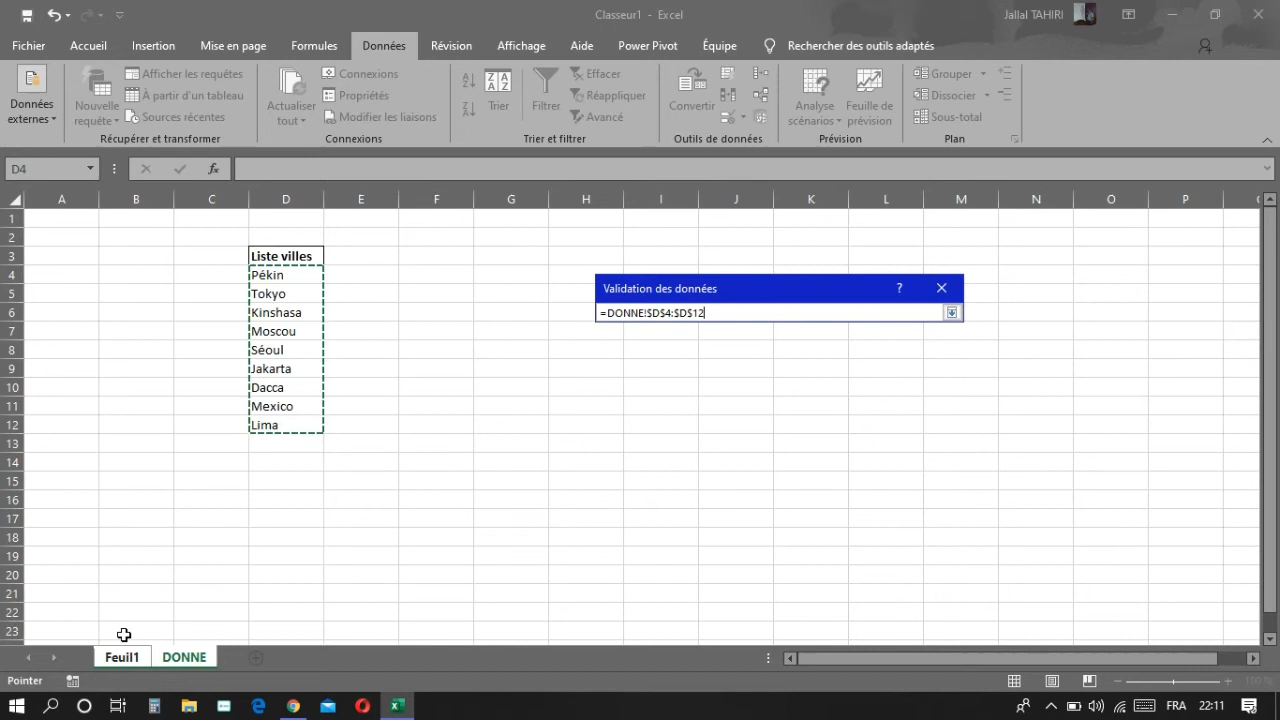 Classeur1 - Excel
Jallal TAHIRI
Fichier Accueil Insertion Mise en page Formules Données Révision Affichage Aide Power Pivot Équipe Rechercher des outils adaptés
Données externes
Nouvelle requête
Afficher les requêtes
À partir d'un tableau
Sources récentes
Récupérer et transformer
Actualiser tout
Connexions
Propriétés
Modifier les liaisons
Connexions
Trier
Filtrer
Effacer
Réappliquer
Avancé
Trier et filtrer
Convertir
Outils de données
Analyse scénarios
Feuille de prévision
Prévision
Grouper
Dissocier
Sous-total
Plan
D4
fx
A B C D E F G H I J K L M N O P
1
2
3 Liste villes
4 Pékin
5 Tokyo
6 Kinshasa
7 Moscou
8 Séoul
9 Jakarta
10 Dacca
11 Mexico
12 Lima
13
14
15
16
17
18
19
20
21
22
23
Validation des données ?
=DONNE!$D$4:$D$12
Feuil1 DONNE
Pointer
100 %
FRA 22:11